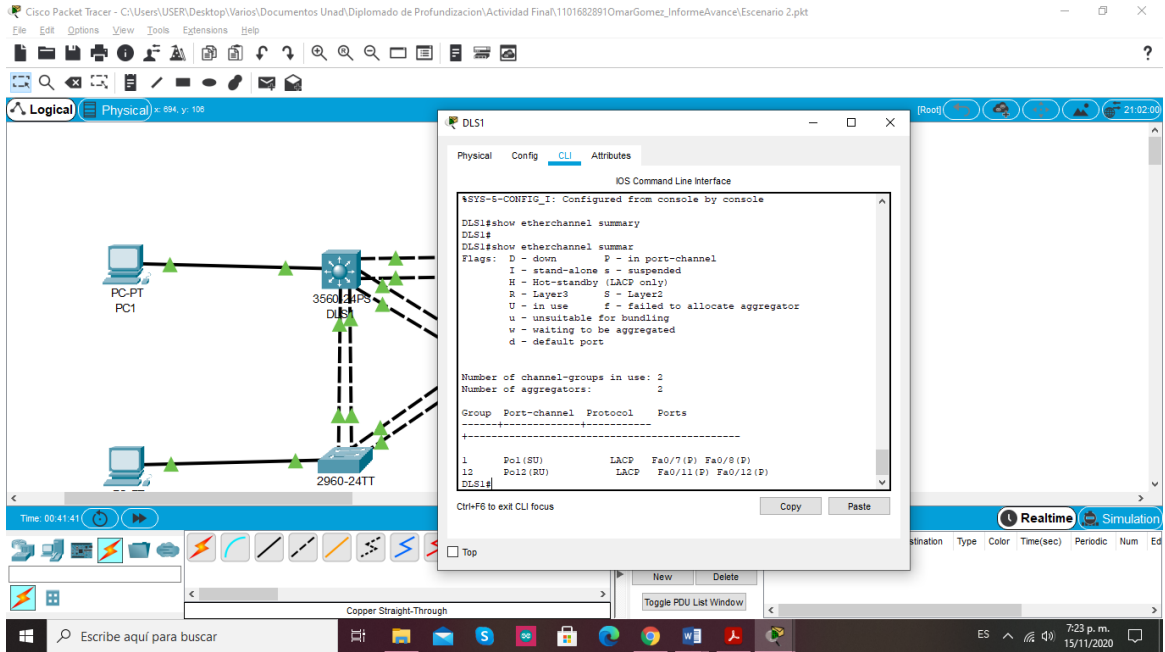 Cisco Packet Tracer - C:\Users\USER\Desktop\Varios\Documentos Unad\Diplomado de Profundizacion\Actividad Final\1101682891OmarGomez_InformeAvance\Escenario 2.pkt
File Edit Options View Tools Extensions Help
Logical Physical x: 694, y: 106
[Root] 21:02:00
DLS1
Physical Config CLI Attributes
IOS Command Line Interface
%SYS-5-CONFIG_I: Configured from console by console
DLS1#show etherchannel summary
DLS1#
DLS1#show etherchannel summar
Flags: D - down P - in port-channel
I - stand-alone s - suspended
H - Hot-standby (LACP only)
R - Layer3 S - Layer2
U - in use f - failed to allocate aggregator
u - unsuitable for bundling
w - waiting to be aggregated
d - default port
Number of channel-groups in use: 2
Number of aggregators: 2
Group Port-channel Protocol Ports
------+-------------+-----------
+----------------------------------------------
1 Po1(SU) LACP Fa0/7(P) Fa0/8(P)
12 Po12(RU) LACP Fa0/11(P) Fa0/12(P)
DLS1#
Ctrl+F6 to exit CLI focus
Copy Paste
Top
PC-PT
PC1
3560-24PS
DLS1
2960-24TT
Time: 00:41:41
Realtime Simulation
stination Type Color Time(sec) Periodic Num Ed
New Delete
Toggle PDU List Window
Copper Straight-Through
Escribe aquí para buscar
ES
7:23 p. m.
15/11/2020